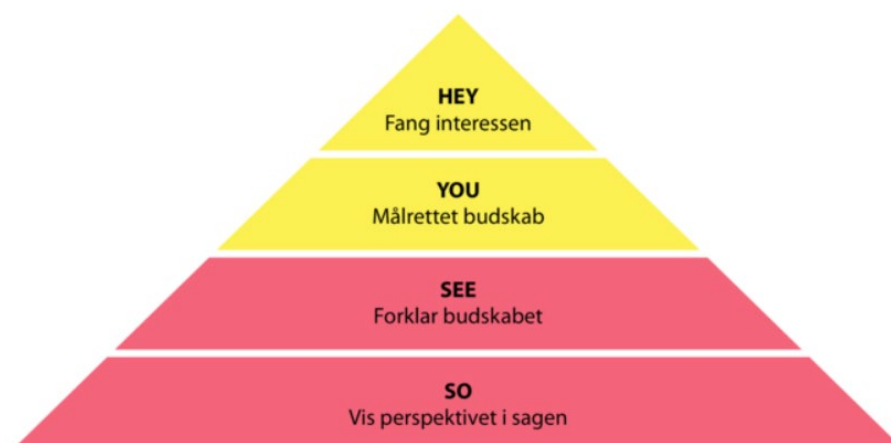 HEY
Fang interessen
YOU
Målrettet budskab
SEE
Forklar budskabet
SO
Vis perspektivet i sagen